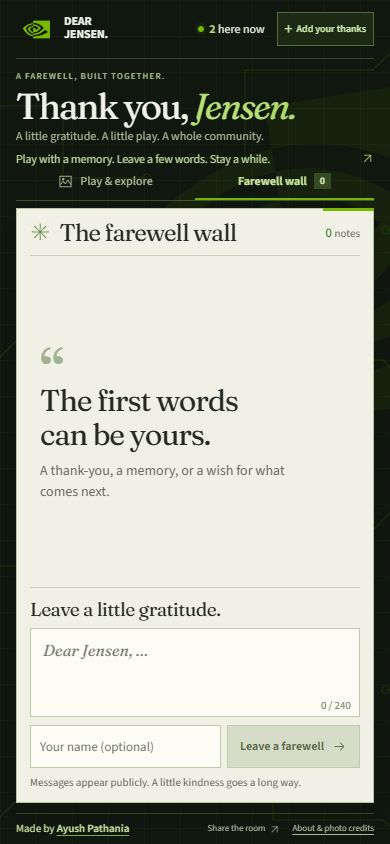 DEAR
JENSEN.
2 here now
+ Add your thanks
A FAREWELL, BUILT TOGETHER.
Thank you, Jensen.
A little gratitude. A little play. A whole community.
Play with a memory. Leave a few words. Stay a while.
Play & explore
Farewell wall 0
The farewell wall
0 notes
“
The first words
can be yours.
A thank-you, a memory, or a wish for what
comes next.
Leave a little gratitude.
Dear Jensen, ...
0 / 240
Your name (optional)
Leave a farewell →
Messages appear publicly. A little kindness goes a long way.
Made by Ayush Pathania
Share the room
About & photo credits